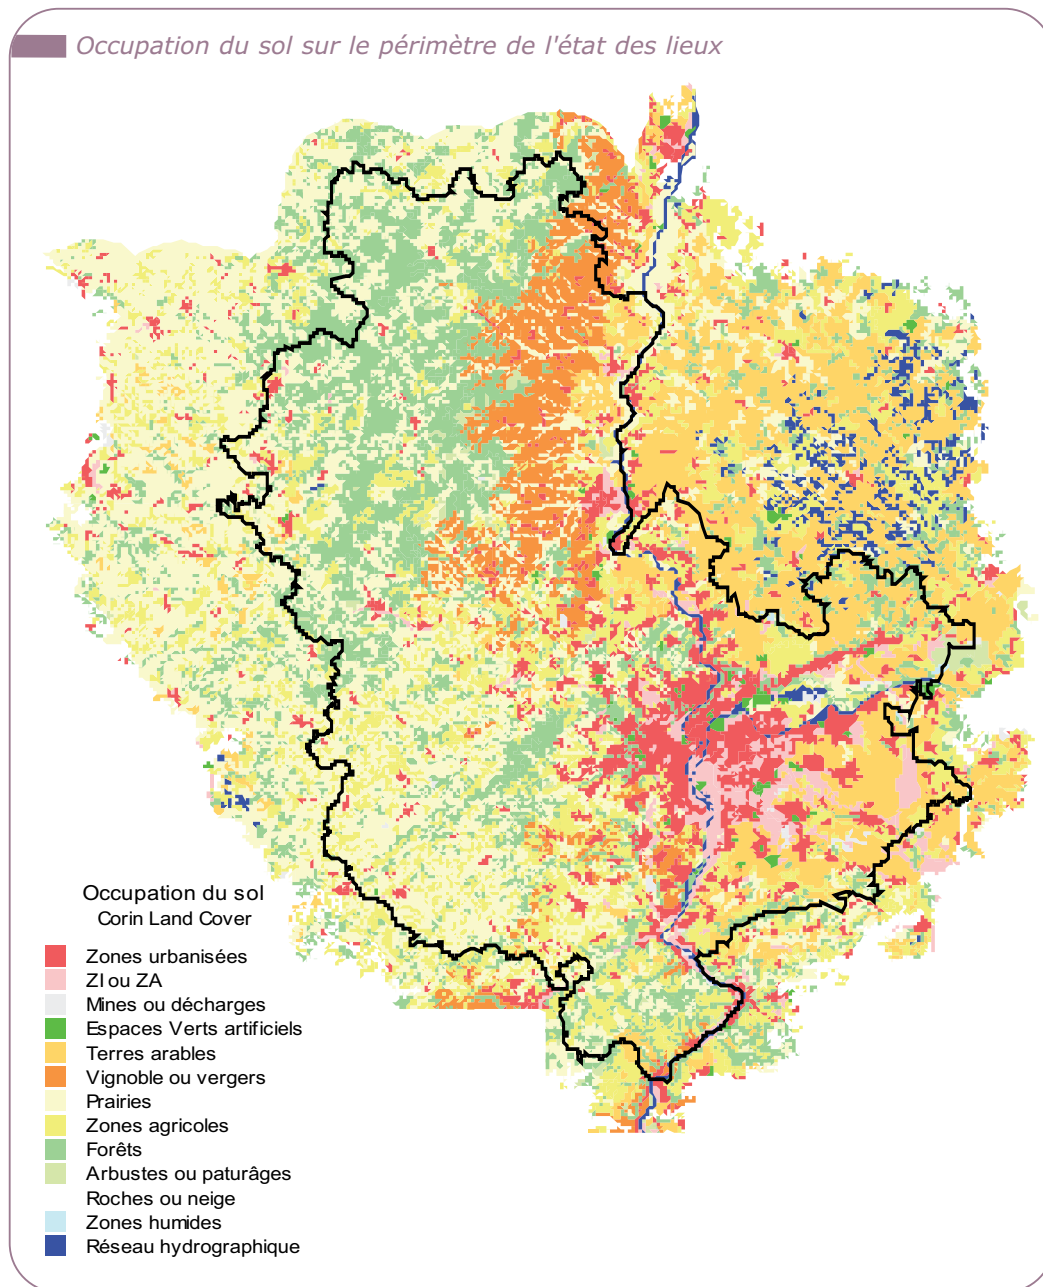 Occupation du sol sur le périmètre de l'état des lieux
Occupation du sol
Corin Land Cover
Zones urbanisées
ZI ou ZA
Mines ou décharges
Espaces Verts artificiels
Terres arables
Vignoble ou vergers
Prairies
Zones agricoles
Forêts
Arbustes ou paturâges
Roches ou neige
Zones humides
Réseau hydrographique